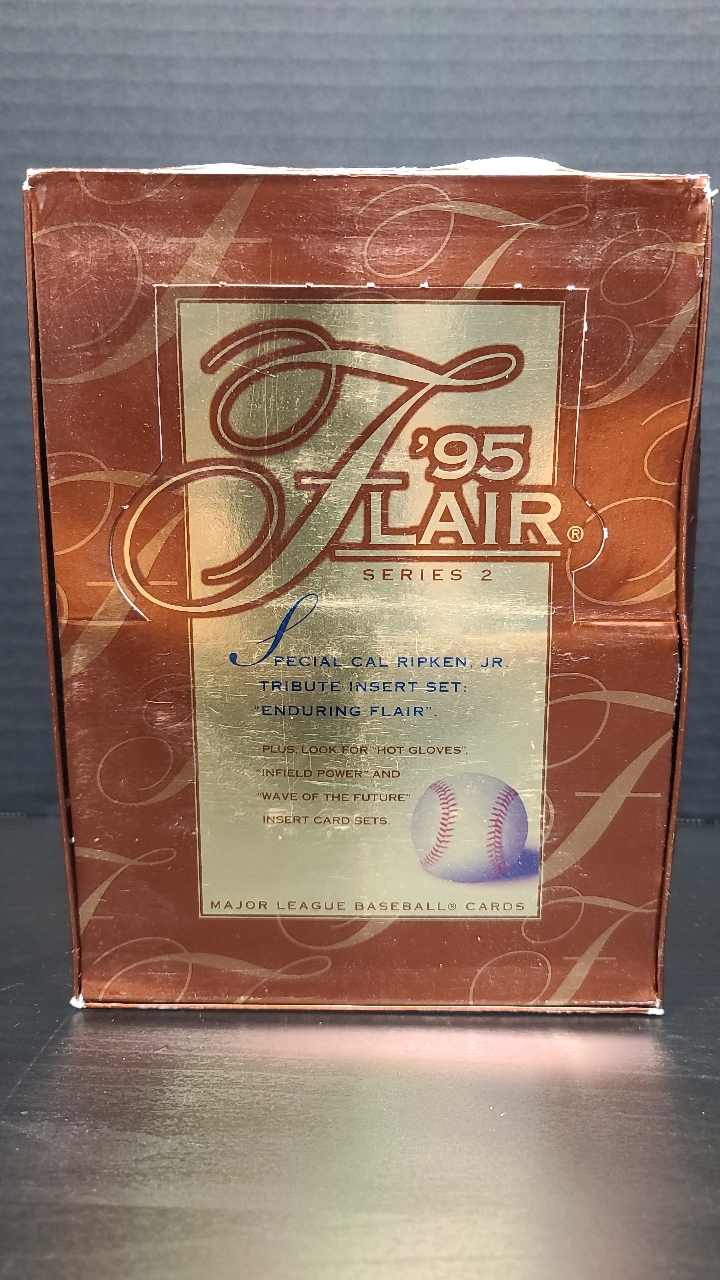 '95
FLAIR®
SERIES 2
SPECIAL CAL RIPKEN, JR.
TRIBUTE INSERT SET:
"ENDURING FLAIR".
PLUS, LOOK FOR "HOT GLOVES",
"INFIELD POWER" AND
"WAVE OF THE FUTURE"
INSERT CARD SETS.
MAJOR LEAGUE BASEBALL® CARDS